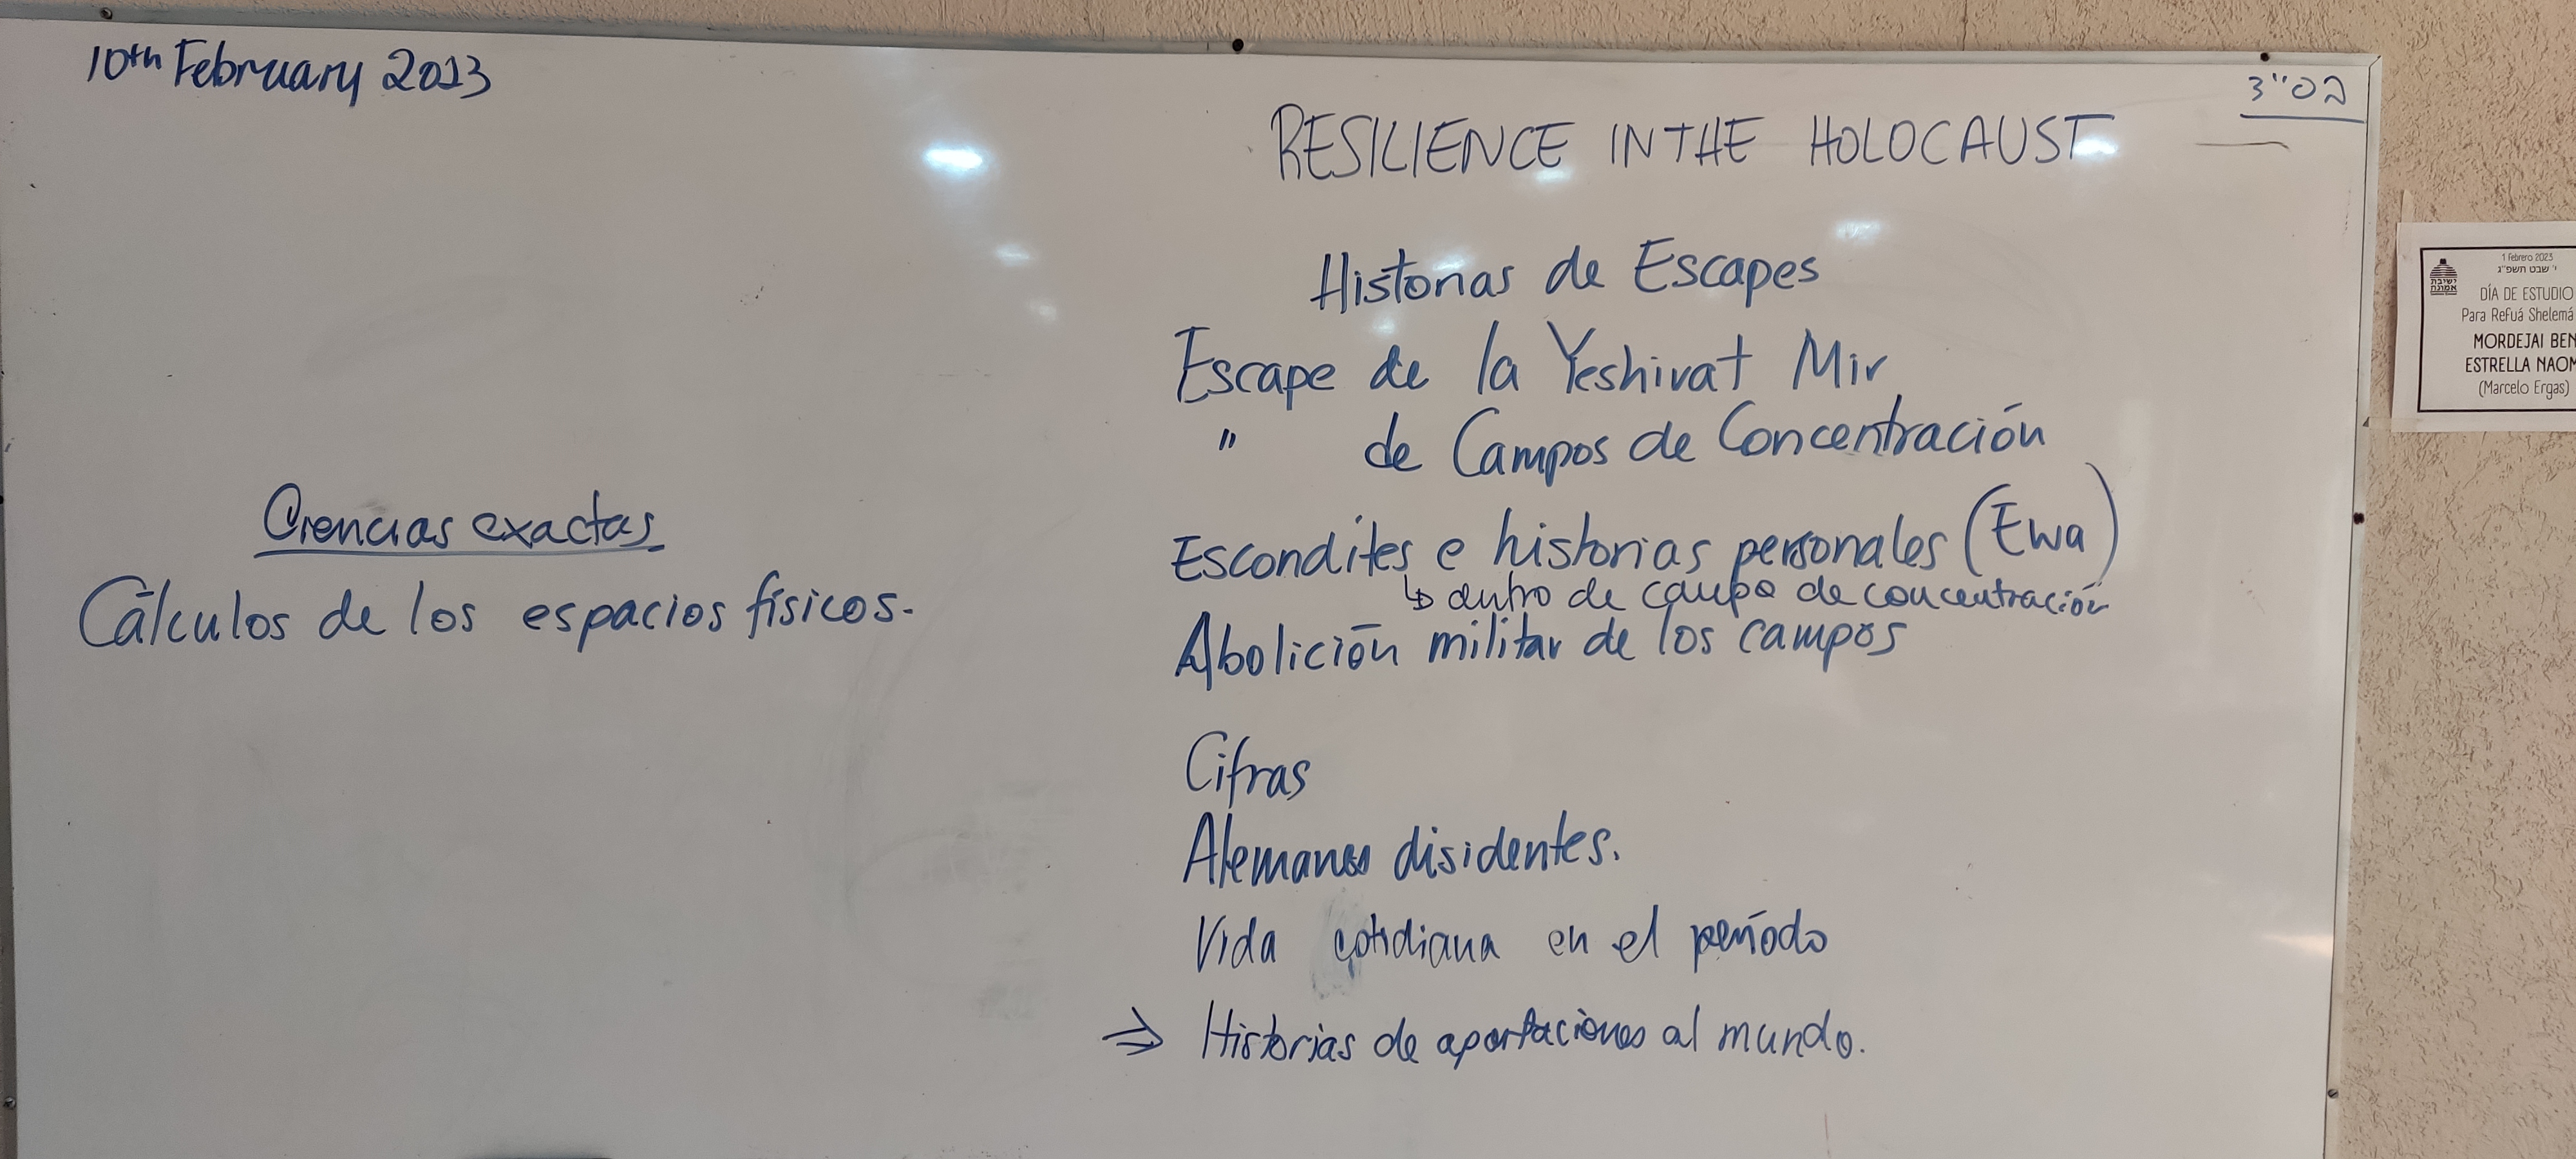 10th February 2013
בס"ד
RESILIENCE IN THE HOLOCAUST
Historias de Escapes
Escape de la Yeshivat Mir
" de Campos de Concentración
Escondites e historias personales (Ewa)
↳ dentro de campo de concentración
Abolición militar de los campos
Cifras
Alemanes disidentes.
Vida cotidiana en el período
⇒ Historias de aportaciones al mundo.
Ciencias exactas
Cálculos de los espacios físicos.
1 Febrero 2023
י' שבט תשפ"ג
ישיבת
אמונה
DÍA DE ESTUDIO
Para Refuá Shelemá
MORDEJAI BEN
ESTRELLA NAOM
(Marcelo Ergas)